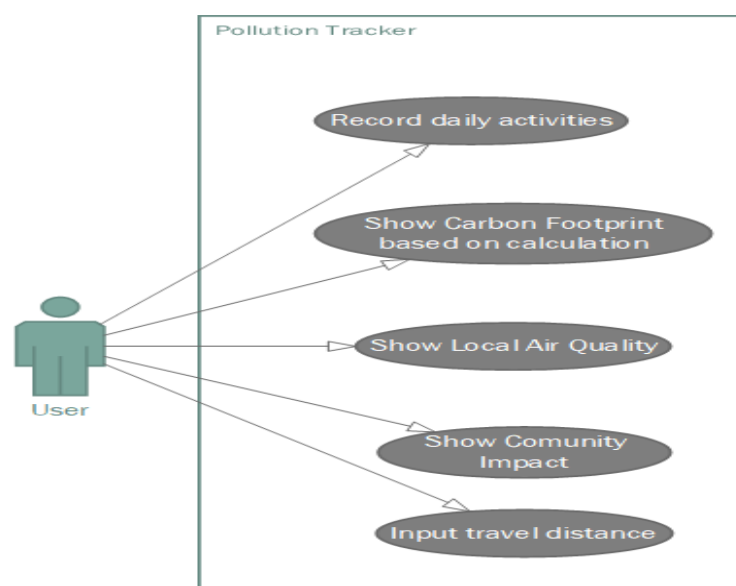 Pollution Tracker
Record daily activities
Show Carbon Footprint
based on calculation
Show Local Air Quality
User
Show Comunity
Impact
Input travel distance